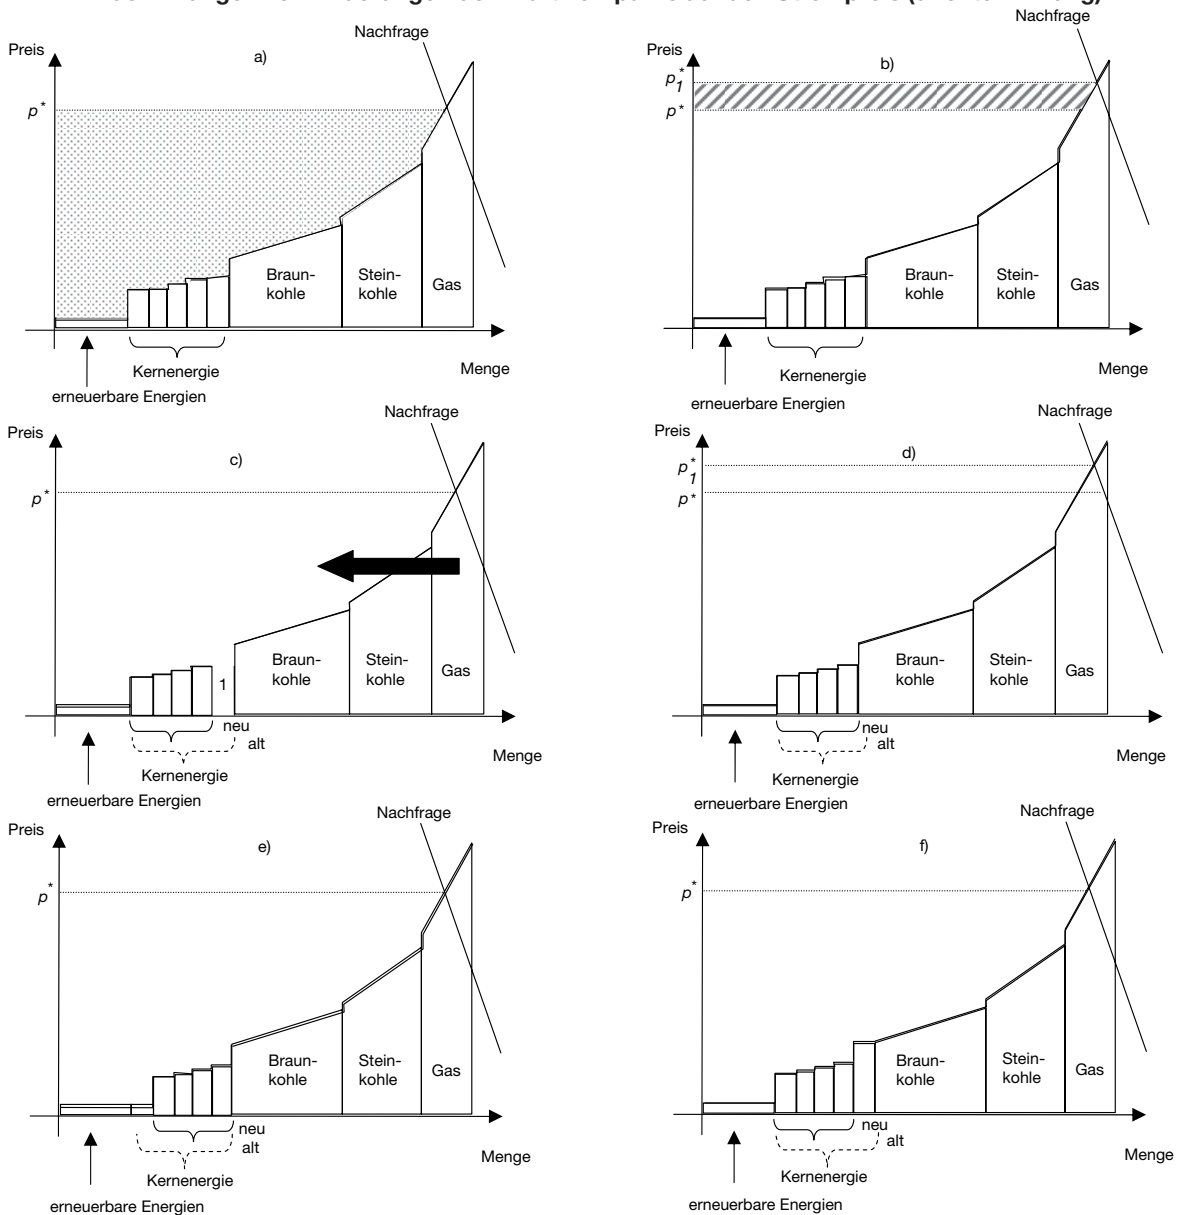 Nachfrage
Preis
a)
p*
Braun-
kohle
Stein-
kohle
Gas
Kernenergie
Menge
erneuerbare Energien
Nachfrage
Preis
b)
p1*
p*
Braun-
kohle
Stein-
kohle
Gas
Kernenergie
Menge
erneuerbare Energien
Nachfrage
Preis
c)
p*
1
Braun-
kohle
Stein-
kohle
Gas
neu
alt
Kernenergie
Menge
erneuerbare Energien
Nachfrage
Preis
d)
p1*
p*
Braun-
kohle
Stein-
kohle
Gas
neu
alt
Kernenergie
Menge
erneuerbare Energien
Nachfrage
Preis
e)
p*
Braun-
kohle
Stein-
kohle
Gas
neu
alt
Kernenergie
Menge
erneuerbare Energien
Nachfrage
Preis
f)
p*
Braun-
kohle
Stein-
kohle
Gas
neu
alt
Kernenergie
Menge
erneuerbare Energien